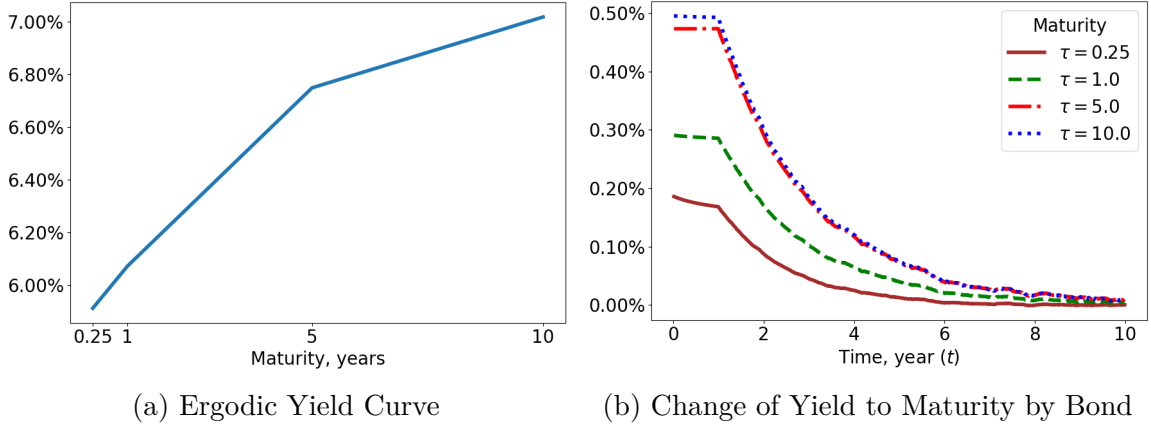 7.00%
6.80%
6.60%
6.40%
6.20%
6.00%
0.25 1 5 10
Maturity, years
(a) Ergodic Yield Curve
0.50%
0.40%
0.30%
0.20%
0.10%
0.00%
Maturity
τ = 0.25
τ = 1.0
τ = 5.0
τ = 10.0
0 2 4 6 8 10
Time, year (t)
(b) Change of Yield to Maturity by Bond